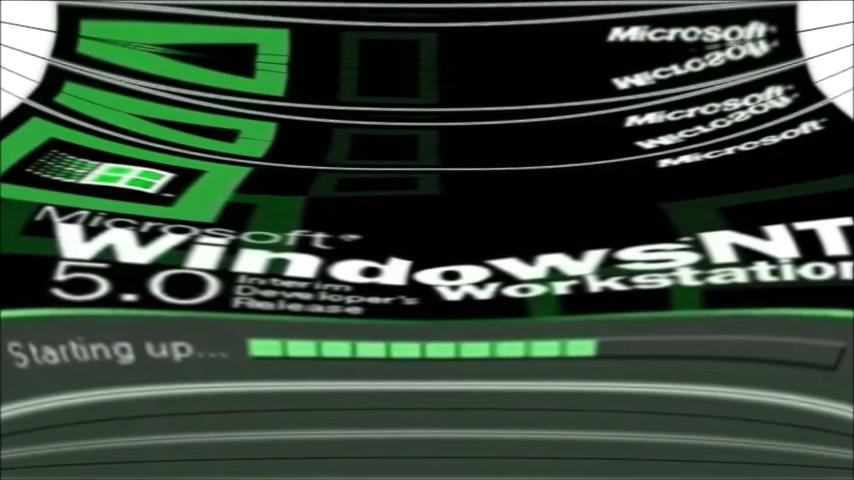 Microsoft
Microsoft
Microsoft
Microsoft
Microsoft
Microsoft
WindowsNT
5.0 Interim
Developer's
Release
Workstation
Starting up...